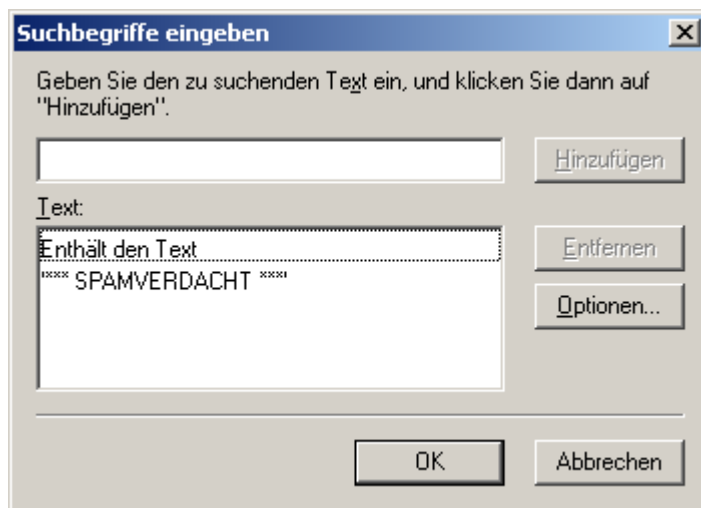 Suchbegriffe eingeben
Geben Sie den zu suchenden Text ein, und klicken Sie dann auf
"Hinzufügen".
Hinzufügen
Text:
Enthält den Text
'*** SPAMVERDACHT ***'
Entfernen
Optionen...
OK
Abbrechen